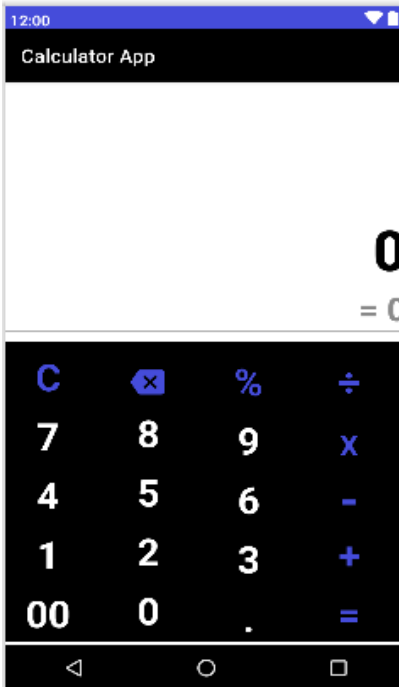 12:00
Calculator App
0
= 0
C % ÷
7 8 9 x
4 5 6 -
1 2 3 +
00 0 . =